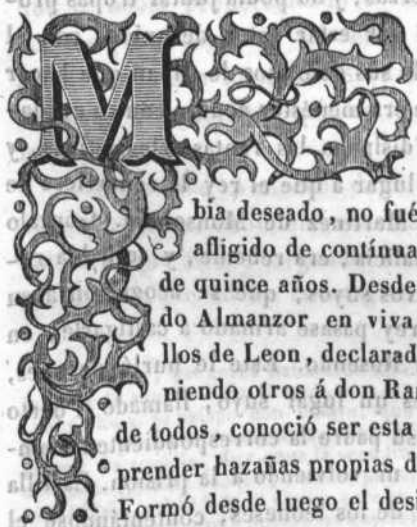 M
bia deseado, no fué
afligido de contínua
de quince años. Desde
do Almanzor en viva
llos de Leon, declarad
niendo otros á don Ra
de todos, conoció ser esta
prender hazañas propias d
Formó desde luego el desi